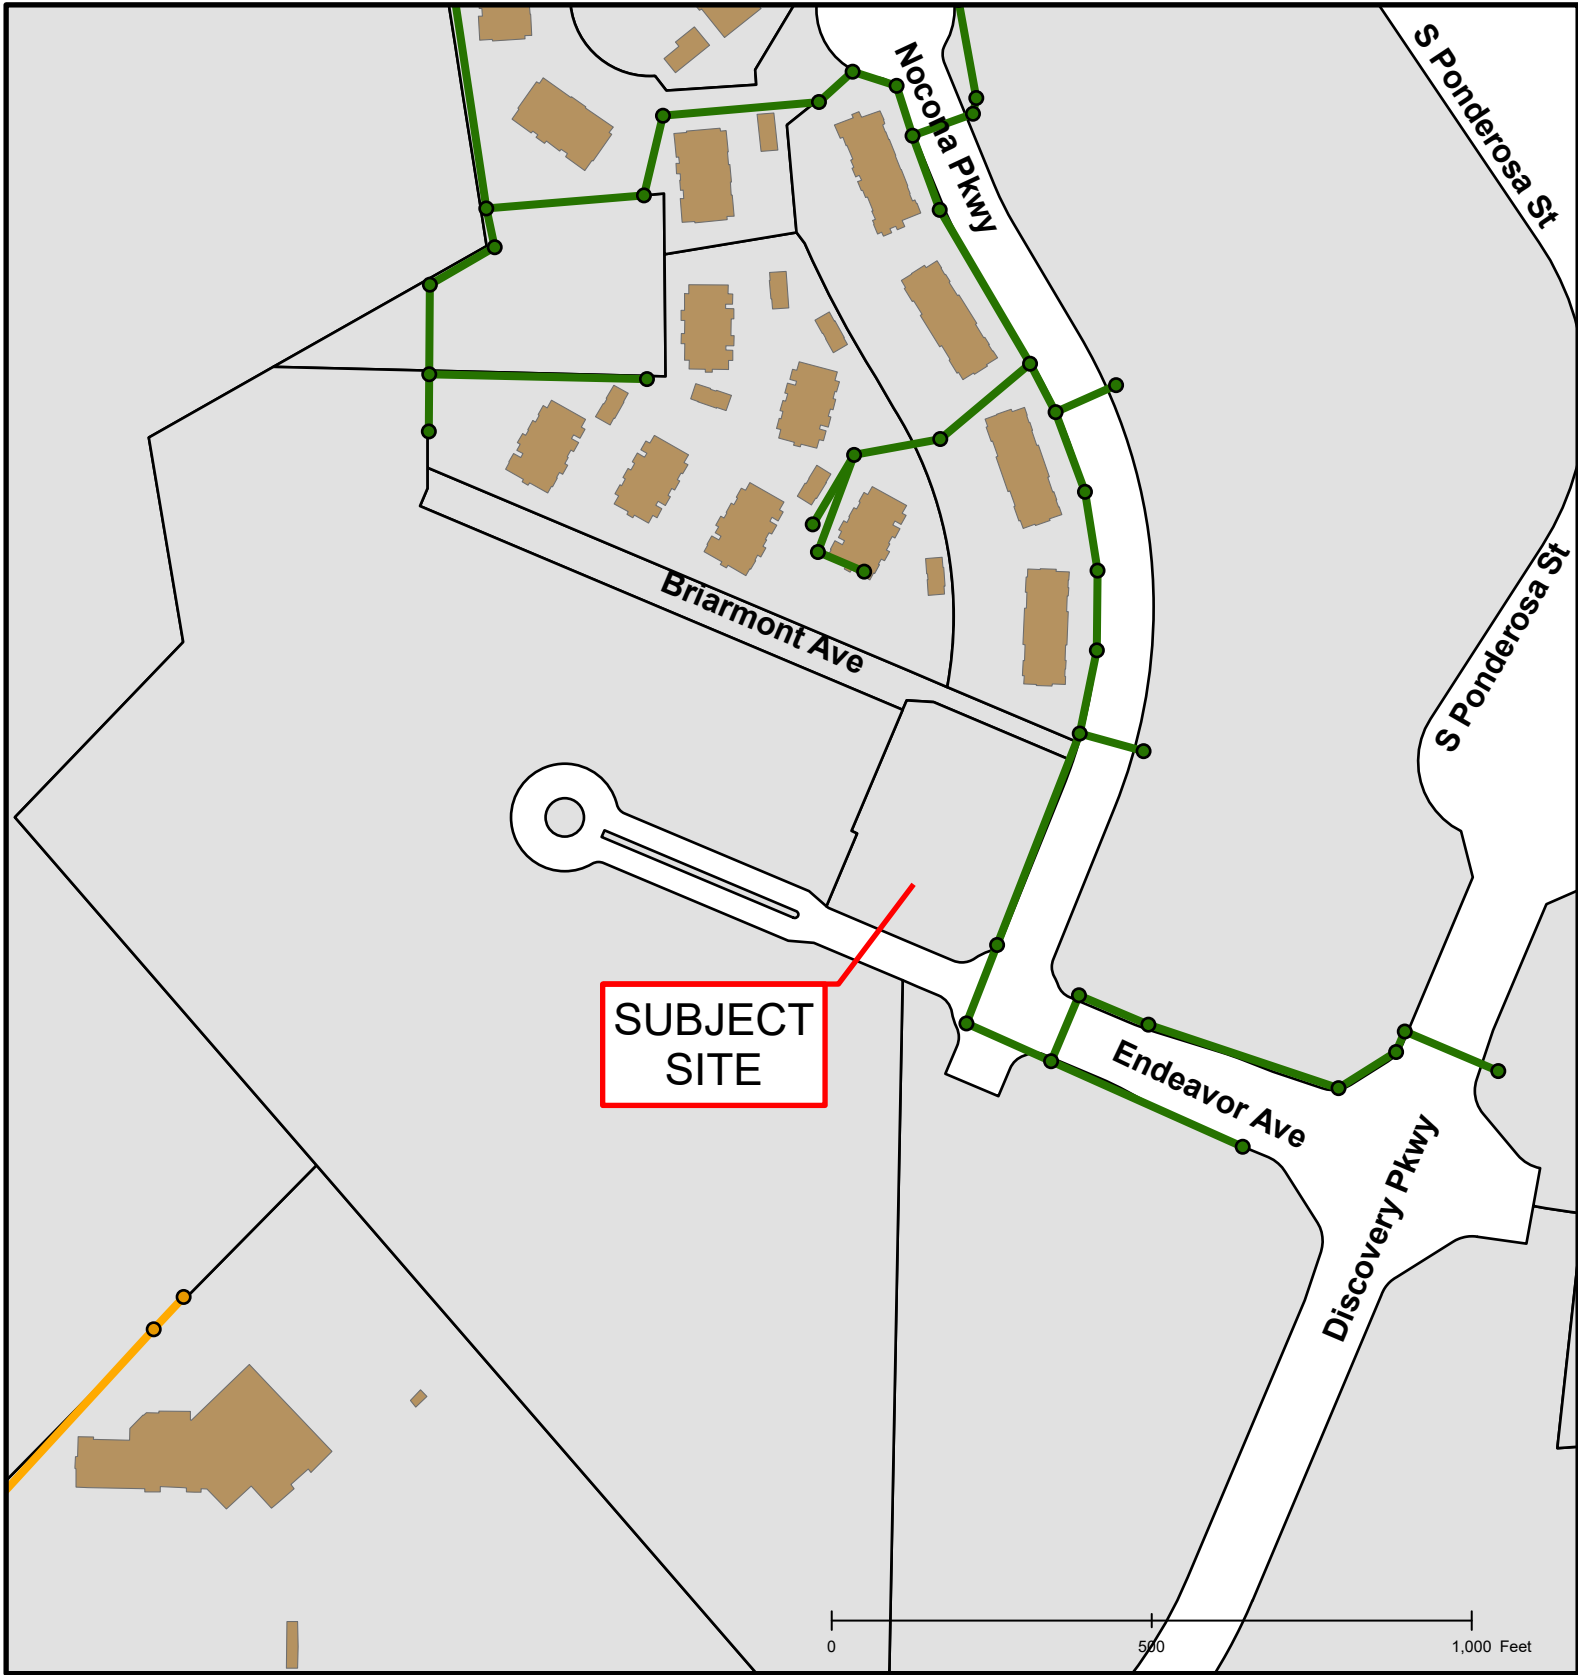 S Ponderosa St
Nocona Pkwy
S Ponderosa St
Briarmont Ave
SUBJECT
SITE
Endeavor Ave
Discovery Pkwy
0 500 1,000 Feet